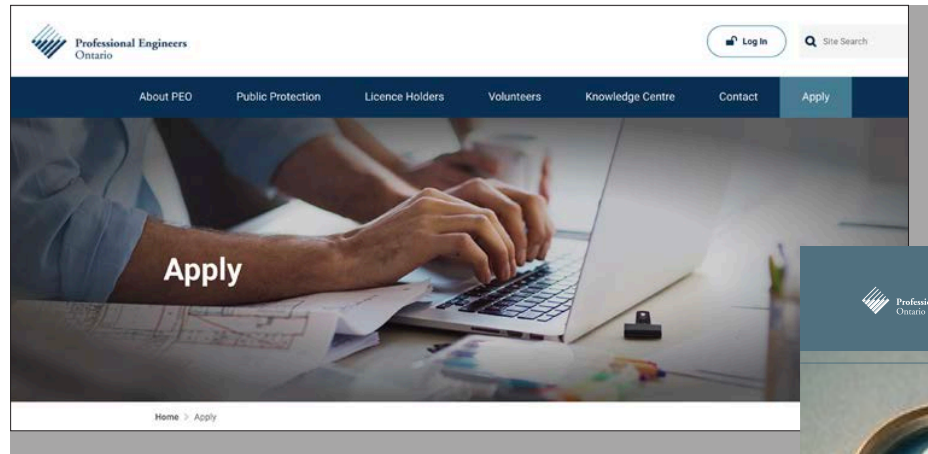 Professional Engineers
Ontario
Log In
Site Search
About PEO
Public Protection
Licence Holders
Volunteers
Knowledge Centre
Contact
Apply
Apply
Home > Apply
Ontario